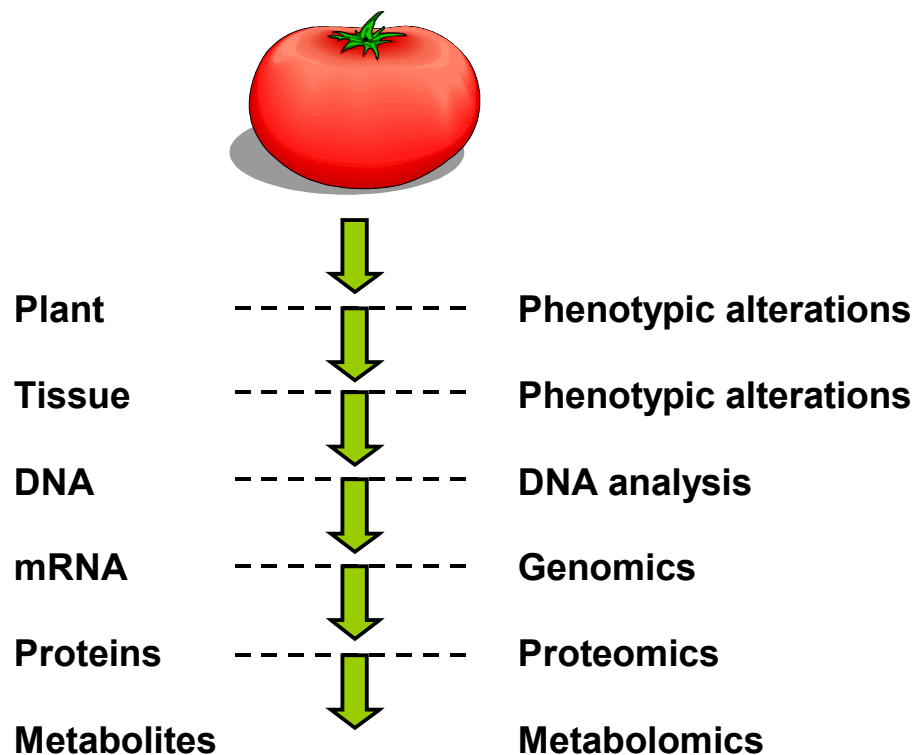 Plant Phenotypic alterations
Tissue Phenotypic alterations
DNA DNA analysis
mRNA Genomics
Proteins Proteomics
Metabolites Metabolomics